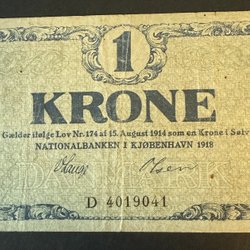 1
KRONE
Gælder ifølge Lov Nr. 174 af 15. August 1914 som en Krone i Sølv
NATIONALBANKEN I KJØBENHAVN 1918
D 4019041